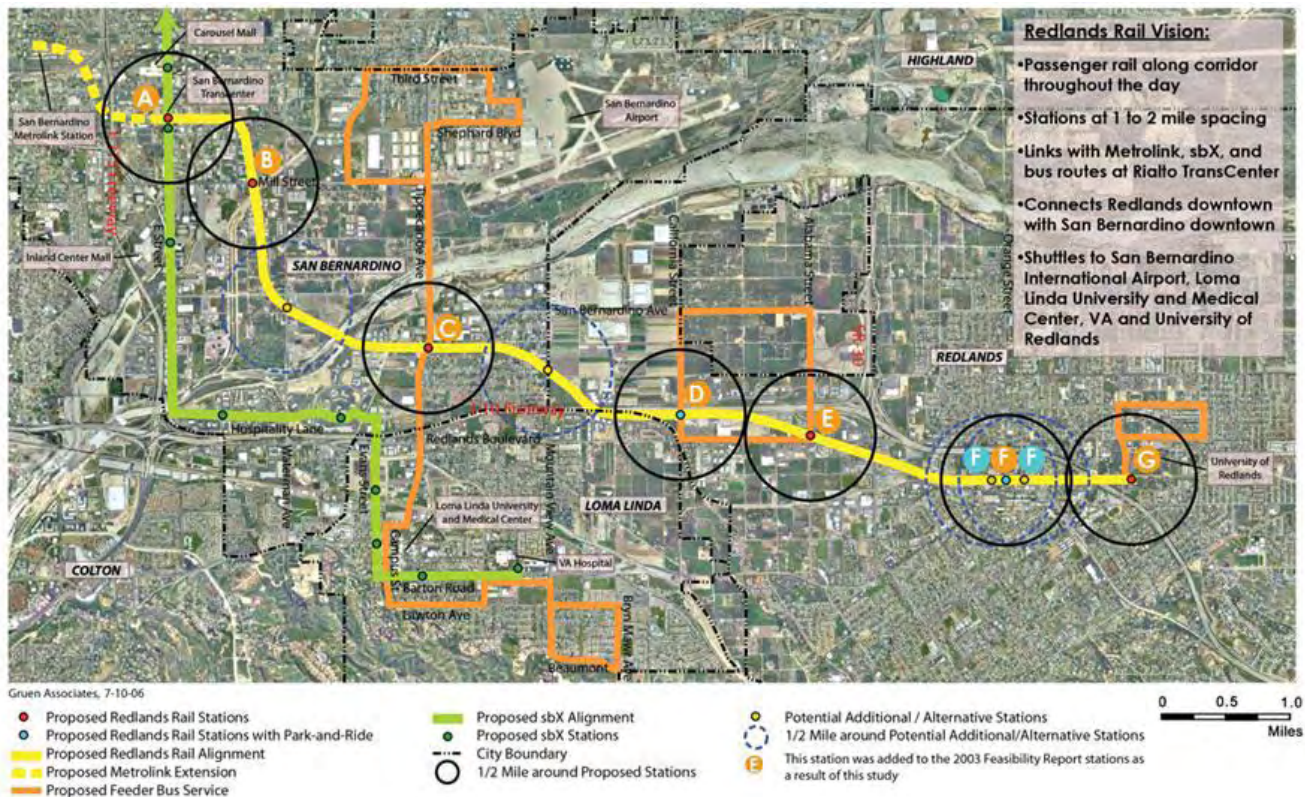 Redlands Rail Vision:
•Passenger rail along corridor
throughout the day
•Stations at 1 to 2 mile spacing
•Links with Metrolink, sbX, and
bus routes at Rialto TransCenter
•Connects Redlands downtown
with San Bernardino downtown
•Shuttles to San Bernardino
International Airport, Loma
Linda University and Medical
Center, VA and University of
Redlands
Carousel Mall
San Bernardino
Transcenter
San Bernardino
Metrolink Station
A
B
Mill Street
Third Street
Shephard Blvd
San Bernardino
Airport
HIGHLAND
Tippecanoe Ave
California Street
Alabama Street
Orange Street
E Street
Inland Center Mall
SAN BERNARDINO
C
San Bernardino Ave
REDLANDS
D
E
F
F
F
G
University of
Redlands
I-10 Freeway
Hospitality Lane
Redlands Boulevard
Waterman Ave
Mountain View Ave
LOMA LINDA
Loma Linda University
and Medical Center
Campus St
VA Hospital
COLTON
Barton Road
Lawton Ave
Bryn Mawr Ave
Beaumont
Gruen Associates, 7-10-06
Proposed Redlands Rail Stations
Proposed Redlands Rail Stations with Park-and-Ride
Proposed Redlands Rail Alignment
Proposed Metrolink Extension
Proposed Feeder Bus Service
Proposed sbX Alignment
Proposed sbX Stations
City Boundary
1/2 Mile around Proposed Stations
Potential Additional / Alternative Stations
1/2 Mile around Potential Additional/Alternative Stations
E
This station was added to the 2003 Feasibility Report stations as
a result of this study
0 0.5 1.0
Miles